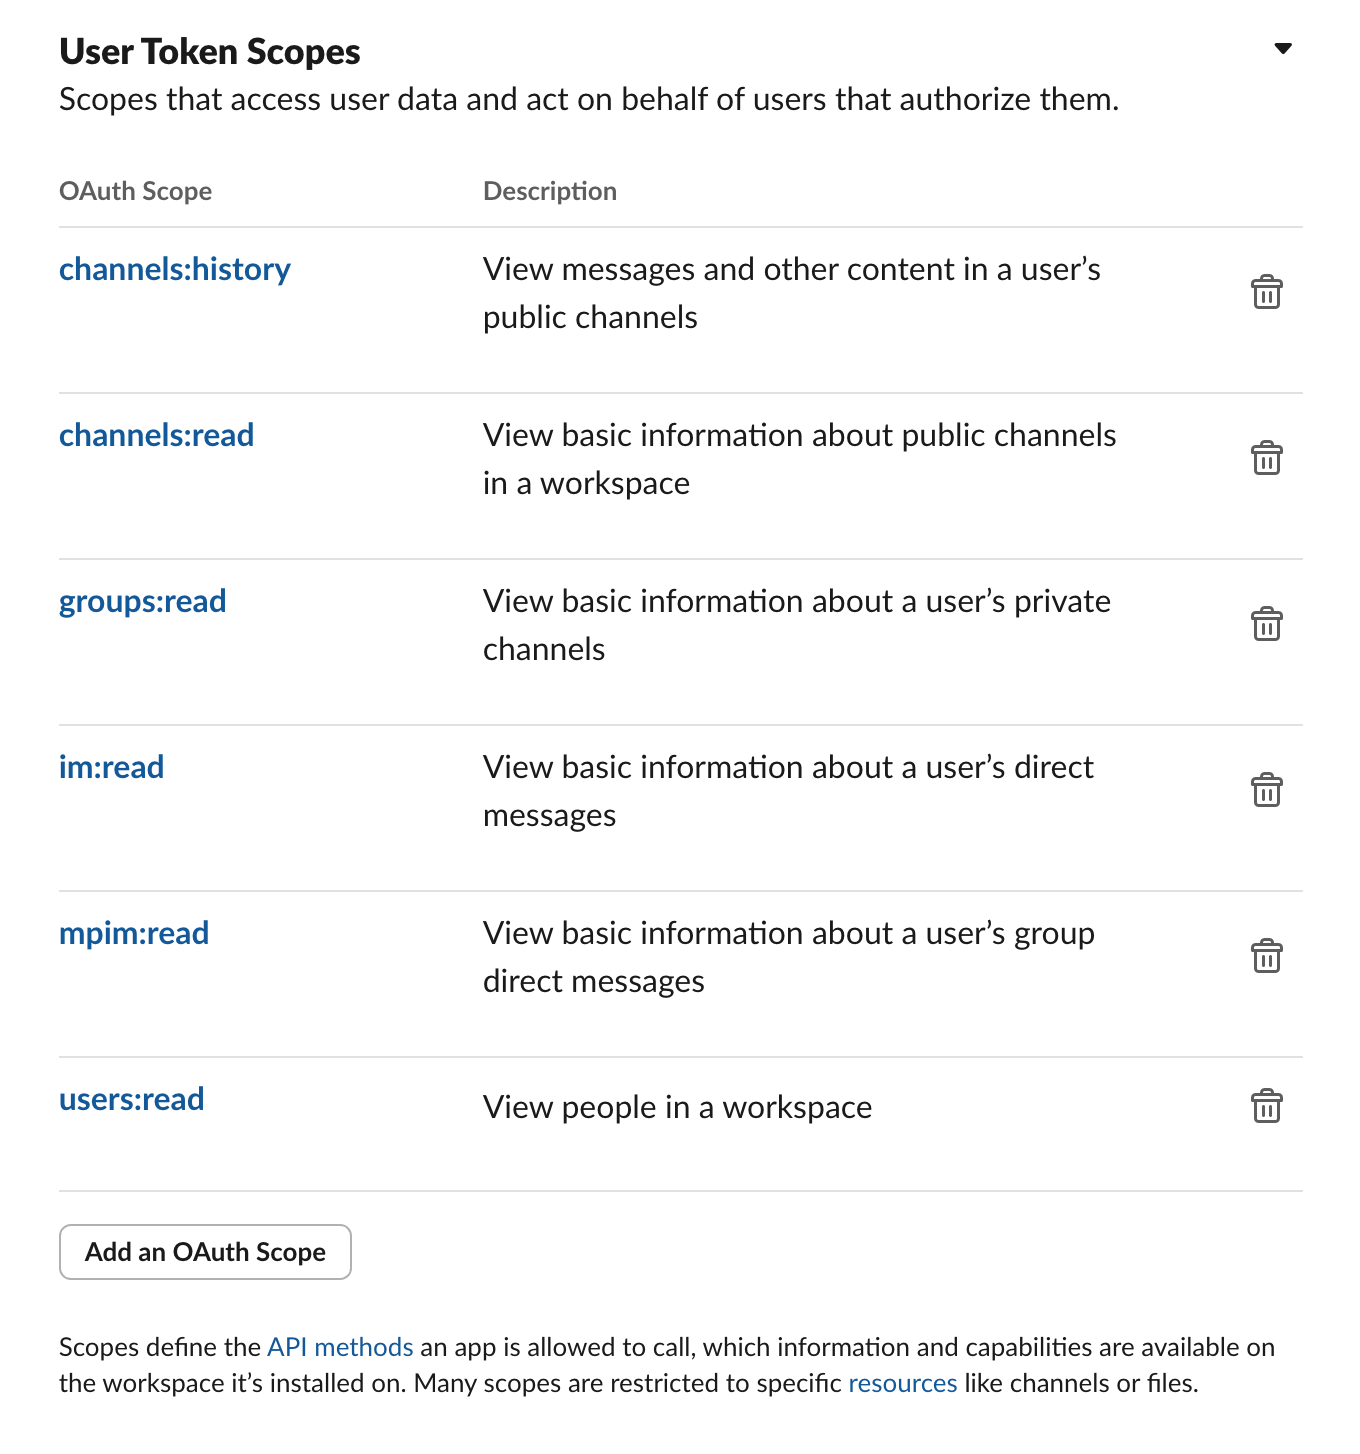 User Token Scopes
Scopes that access user data and act on behalf of users that authorize them.
OAuth Scope Description
channels:history View messages and other content in a user’s
public channels
channels:read View basic information about public channels
in a workspace
groups:read View basic information about a user’s private
channels
im:read View basic information about a user’s direct
messages
mpim:read View basic information about a user’s group
direct messages
users:read View people in a workspace
Add an OAuth Scope
Scopes define the API methods an app is allowed to call, which information and capabilities are available on
the workspace it’s installed on. Many scopes are restricted to specific resources like channels or files.